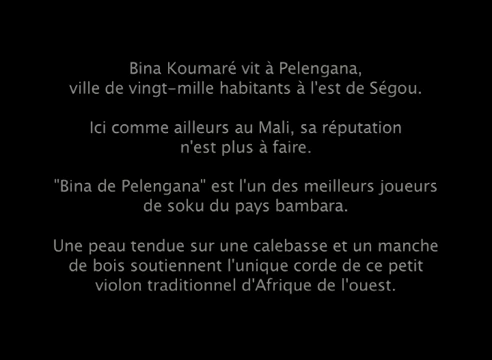 Bina Koumaré vit à Pelengana,
ville de vingt-mille habitants à l'est de Ségou.
Ici comme ailleurs au Mali, sa réputation
n'est plus à faire.
"Bina de Pelengana" est l'un des meilleurs joueurs
de soku du pays bambara.
Une peau tendue sur une calebasse et un manche
de bois soutiennent l'unique corde de ce petit
violon traditionnel d'Afrique de l'ouest.